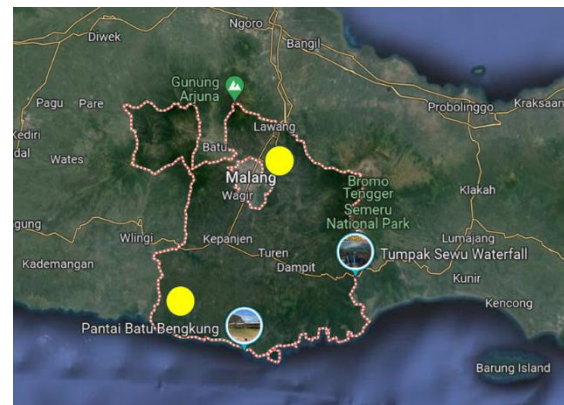 Ngoro
Diwek
Bangil
Gunung
Arjuna
Pagu
Pare
Probolinggo
Kraksaan
Kediri
Lawang
dal
Wates
Batu
Malang
Bromo
Tengger
Semeru
National Park
Klakah
Wagir
gung
Wlingi
Kepanjen
Lumajang
Turen
Tumpak Sewu Waterfall
Kademangan
Dampit
Kunir
Kencong
Pantai Batu Bengkung
Barung Island